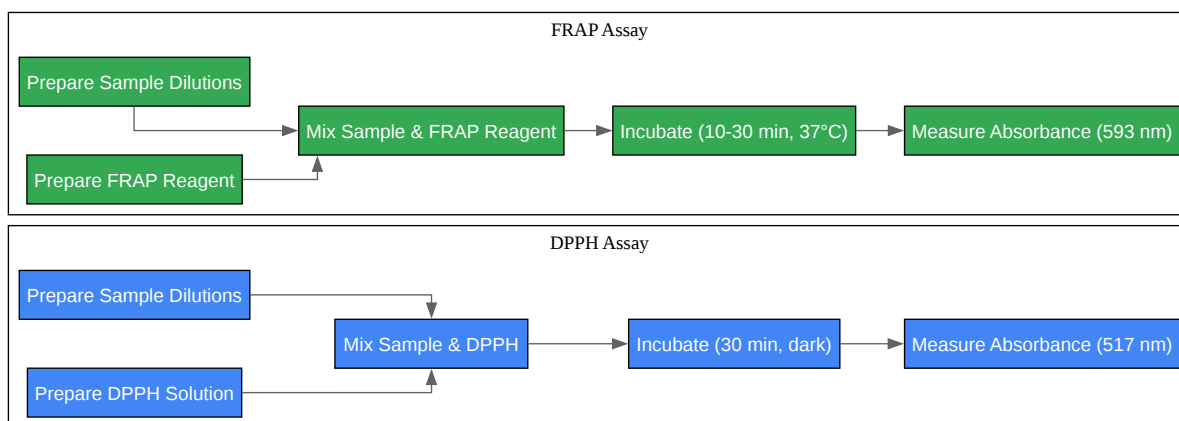 FRAP Assay
Prepare Sample Dilutions
Mix Sample & FRAP Reagent
Incubate (10-30 min, 37°C)
Measure Absorbance (593 nm)
Prepare FRAP Reagent
DPPH Assay
Prepare Sample Dilutions
Mix Sample & DPPH
Incubate (30 min, dark)
Measure Absorbance (517 nm)
Prepare DPPH Solution